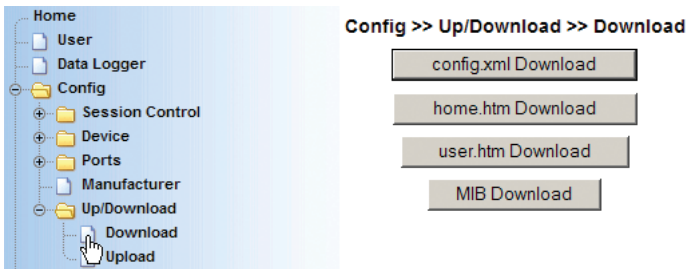 Home
User
Data Logger
Config
Session Control
Device
Ports
Manufacturer
Up/Download
Download
Upload
Config >> Up/Download >> Download
config.xml Download
home.htm Download
user.htm Download
MIB Download